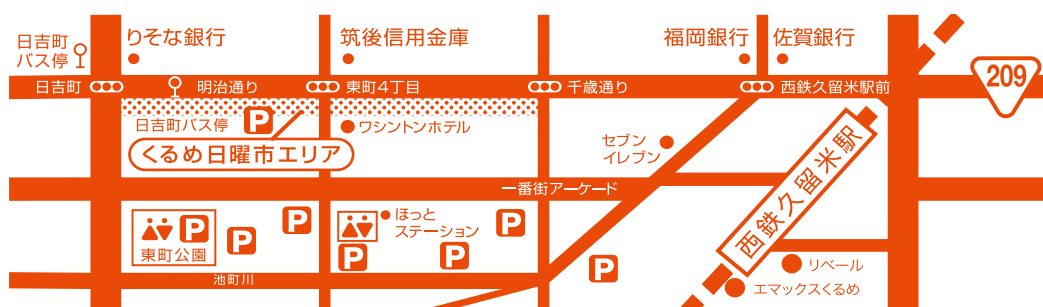 日吉町
バス停
りそな銀行
筑後信用金庫
福岡銀行
佐賀銀行
日吉町
明治通り
東町4丁目
千歳通り
西鉄久留米駅前
209
日吉町バス停
P
ワシントンホテル
くるめ日曜市エリア
セブン
イレブン
一番街アーケード
西鉄久留米駅
P
東町公園
P
P
ほっと
ステーション
P
P
P
P
池町川
リベール
エマックスくるめ